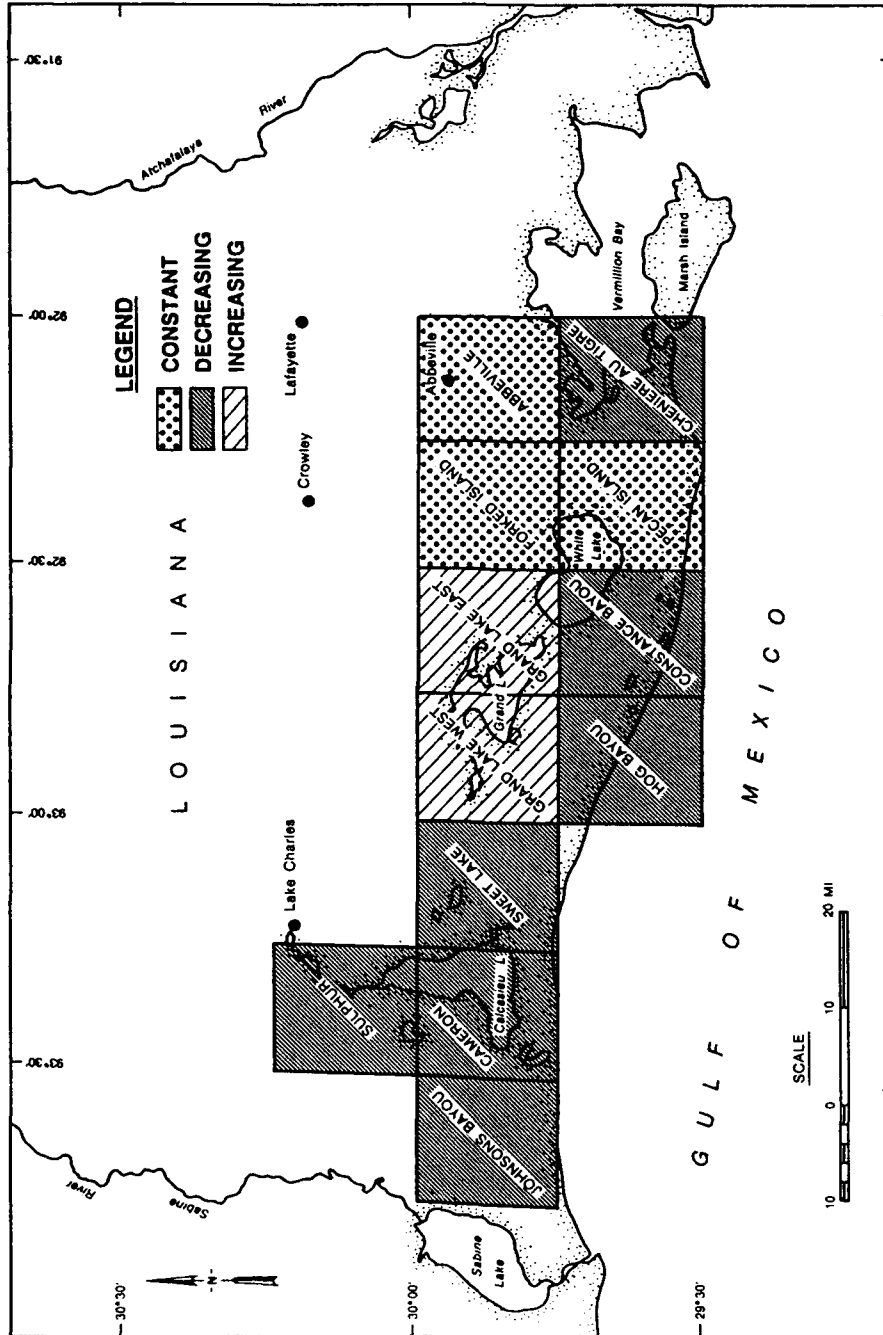 91°30'
92°00'
92°30'
93°00'
93°30'
30°30'
30°00'
29°30'
-N-
LOUISIANA
LEGEND
CONSTANT
DECREASING
INCREASING
Atchafalaya
River
Sabine
River
Lake Charles
Crowley
Lafayette
Abbeville
SULPHUR
JOHNSONS BAYOU
CAMERON
SWEET LAKE
GRAND LAKE WEST
GRAND LAKE EAST
FORKED ISLAND
ABBEVILLE
HOG BAYOU
CONSTANCE BAYOU
PECAN ISLAND
CHENIERE AU TIGRE
Sabine
Lake
Calcasieu L.
Grand L.
White
Lake
Vermillion Bay
Marsh Island
GULF OF MEXICO
SCALE
10 0 10 20 MI